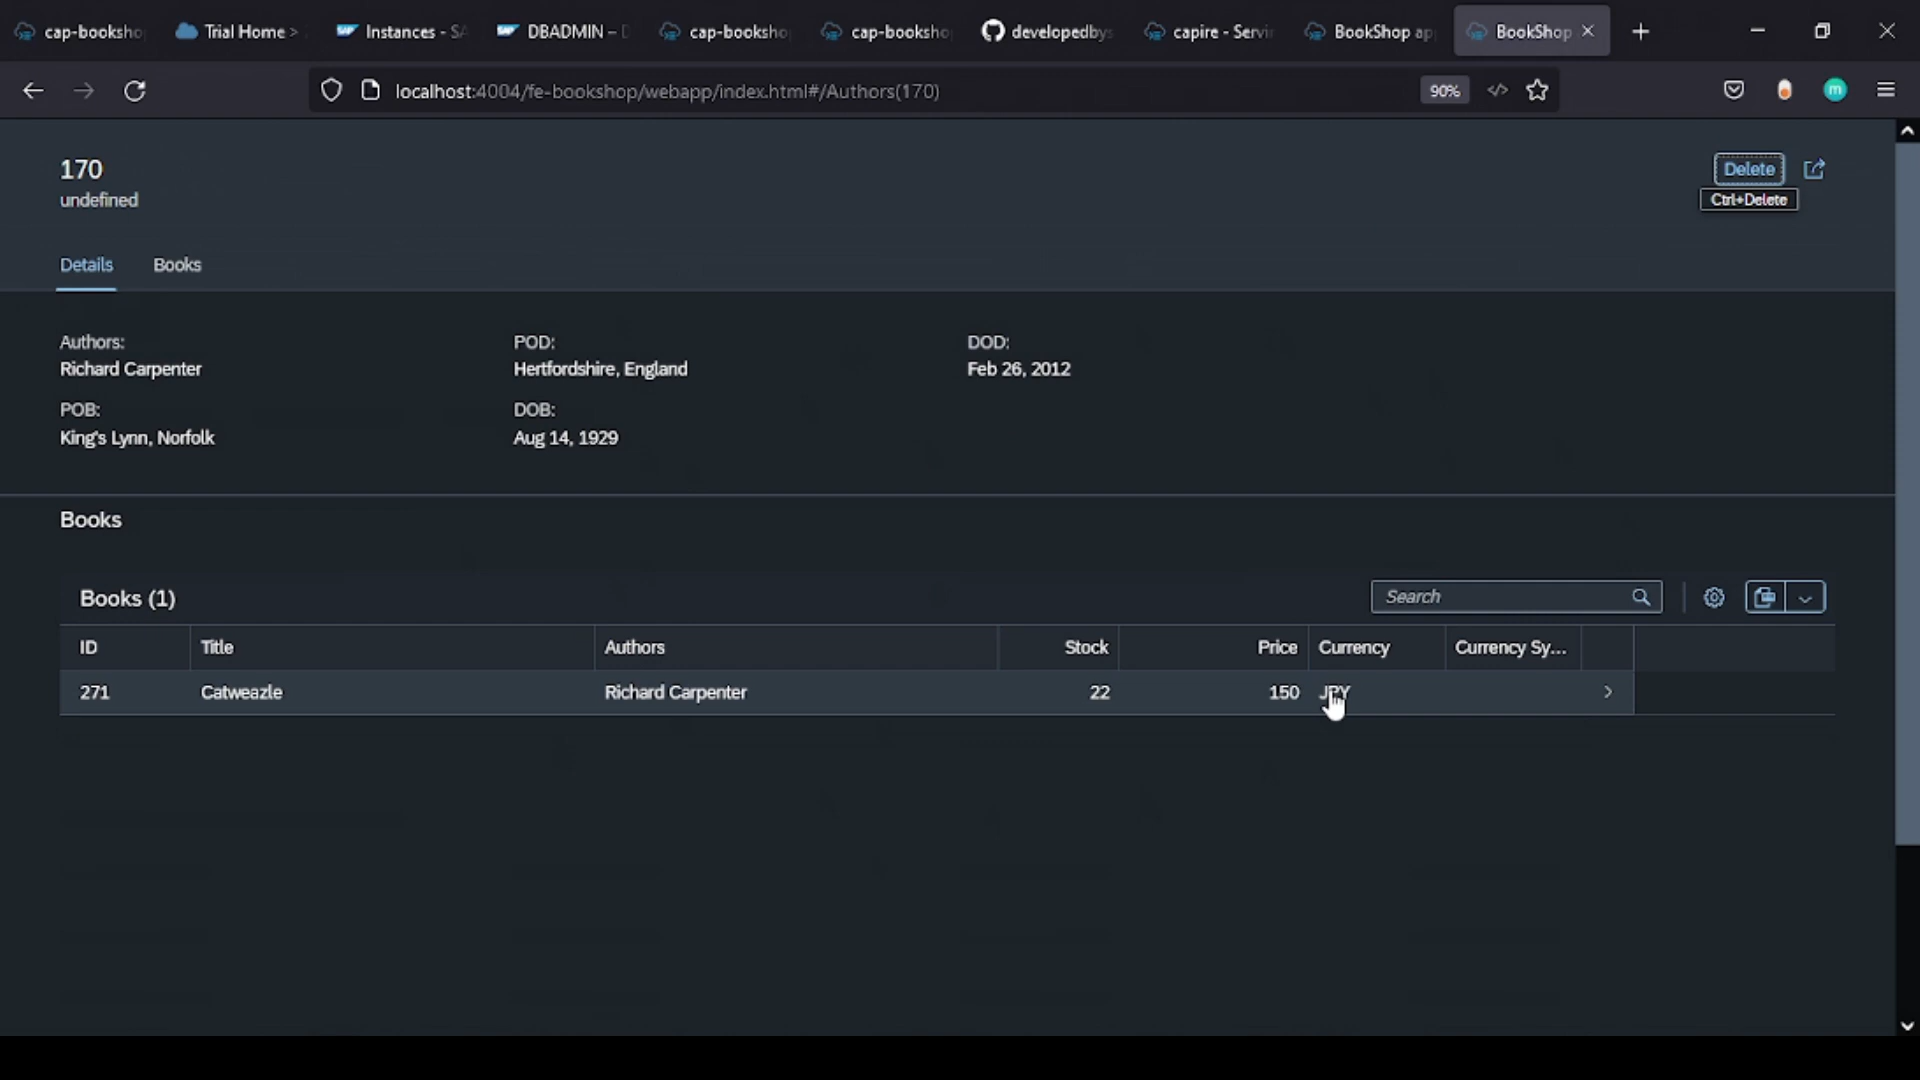 cap-booksho Trial Home > Instances - SA DBADMIN – D cap-booksho cap-booksho developedbys capire - Servi BookShop ap BookShop
localhost:4004/fe-bookshop/webapp/index.html#/Authors(170) 90%
170 Delete
undefined Ctrl+Delete
Details Books
Authors: POD: DOD:
Richard Carpenter Hertfordshire, England Feb 26, 2012
POB: DOB:
King's Lynn, Norfolk Aug 14, 1929
Books
Books (1) Search
ID Title Authors Stock Price Currency Currency Sy...
271 Catweazle Richard Carpenter 22 150 JPY